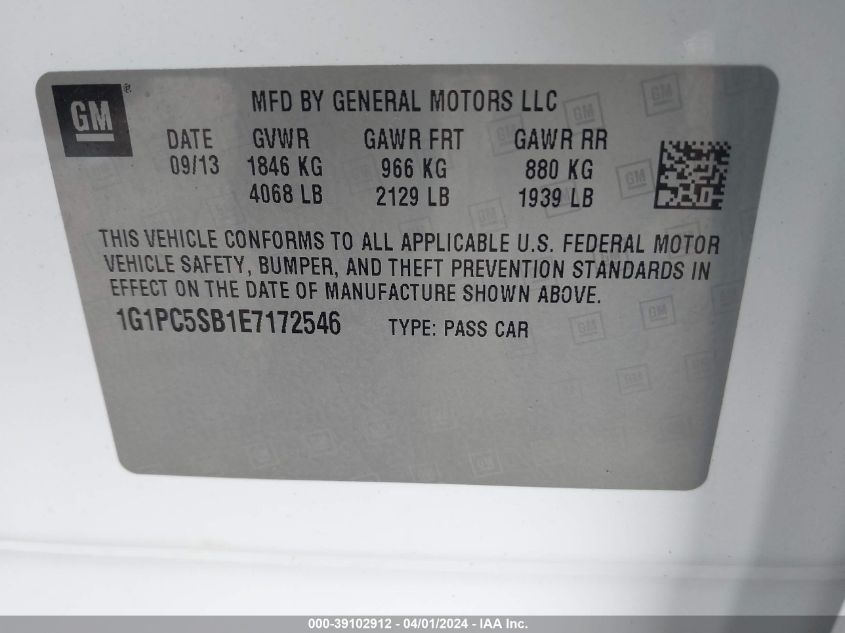 GM ®
MFD BY GENERAL MOTORS LLC
DATE GVWR GAWR FRT GAWR RR
09/13 1846 KG 966 KG 880 KG
4068 LB 2129 LB 1939 LB
THIS VEHICLE CONFORMS TO ALL APPLICABLE U.S. FEDERAL MOTOR
VEHICLE SAFETY, BUMPER, AND THEFT PREVENTION STANDARDS IN
EFFECT ON THE DATE OF MANUFACTURE SHOWN ABOVE.
1G1PC5SB1E7172546 TYPE: PASS CAR
000-39102912 - 04/01/2024 - IAA Inc.